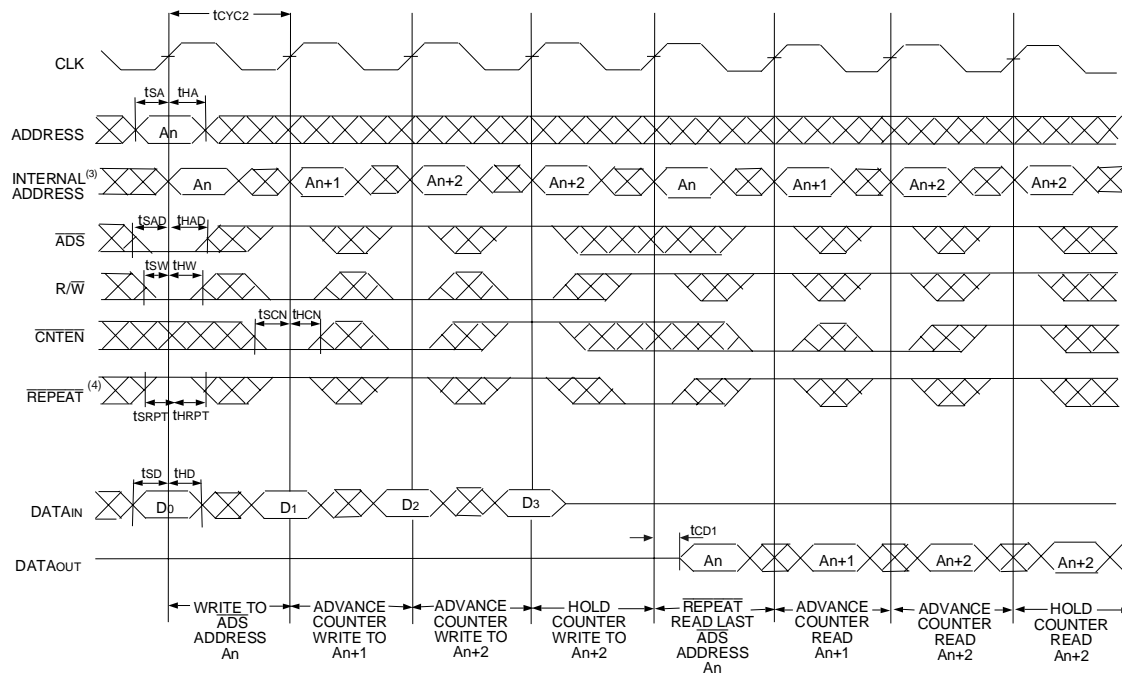 tCYC2
CLK
tSA tHA
ADDRESS An
INTERNAL(3) ADDRESS An An+1 An+2 An+2 An An+1 An+2 An+2
tSAD tHAD
ADS
tSW tHW
R/W
tSCN tHCN
CNTEN
REPEAT (4)
tSRPT tHRPT
tSD tHD
DATAIN D0 D1 D2 D3
tCD1
DATAOUT An An+1 An+2 An+2
WRITE TO
ADS
ADDRESS
An
ADVANCE
COUNTER
WRITE TO
An+1
ADVANCE
COUNTER
WRITE TO
An+2
HOLD
COUNTER
WRITE TO
An+2
REPEAT
READ LAST
ADS
ADDRESS
An
ADVANCE
COUNTER
READ
An+1
ADVANCE
COUNTER
READ
An+2
HOLD
COUNTER
READ
An+2